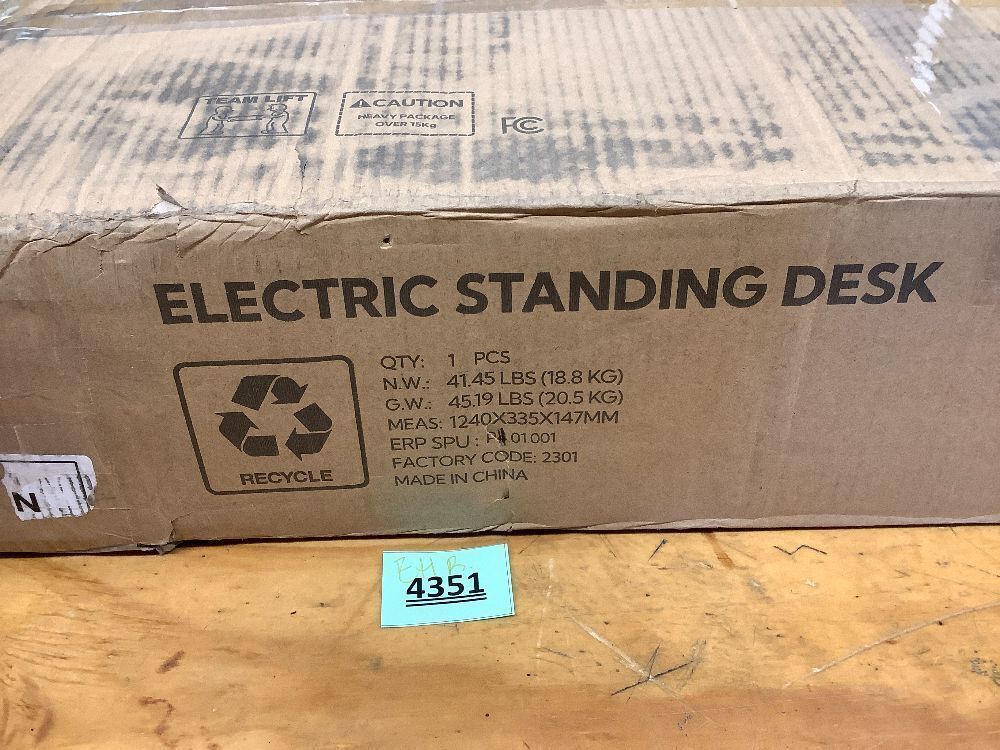 TEAM LIFT
CAUTION
HEAVY PACKAGE
OVER 15Kg
FC
ELECTRIC STANDING DESK
QTY: 1 PCS
N.W.: 41.45 LBS (18.8 KG)
G.W.: 45.19 LBS (20.5 KG)
MEAS: 1240X335X147MM
ERP SPU : 01001
FACTORY CODE: 2301
MADE IN CHINA
RECYCLE
N
4351